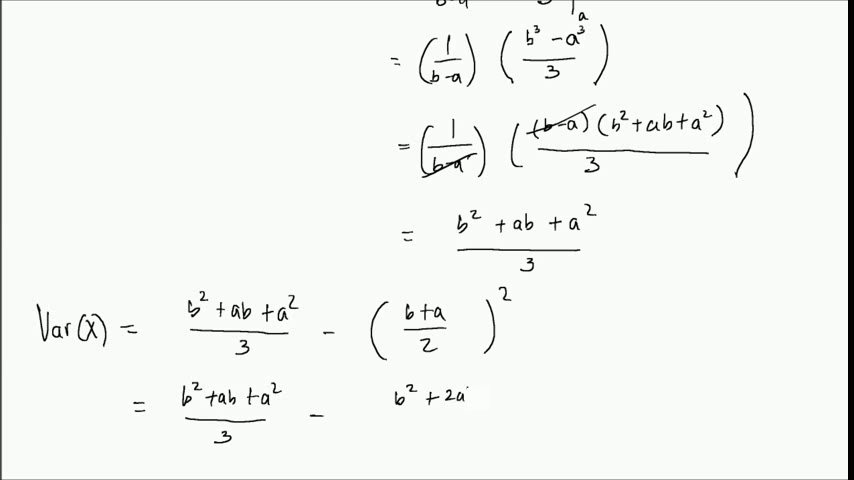 a
= (1/(b-a)) ((b³ - a³)/3)
= (1/(b-a)) ((b-a)(b² + ab + a²)/3)
= (b² + ab + a²)/3
Var(X) = (b² + ab + a²)/3 - ((b+a)/2)²
= (b² + ab + a²)/3 - b² + 2a